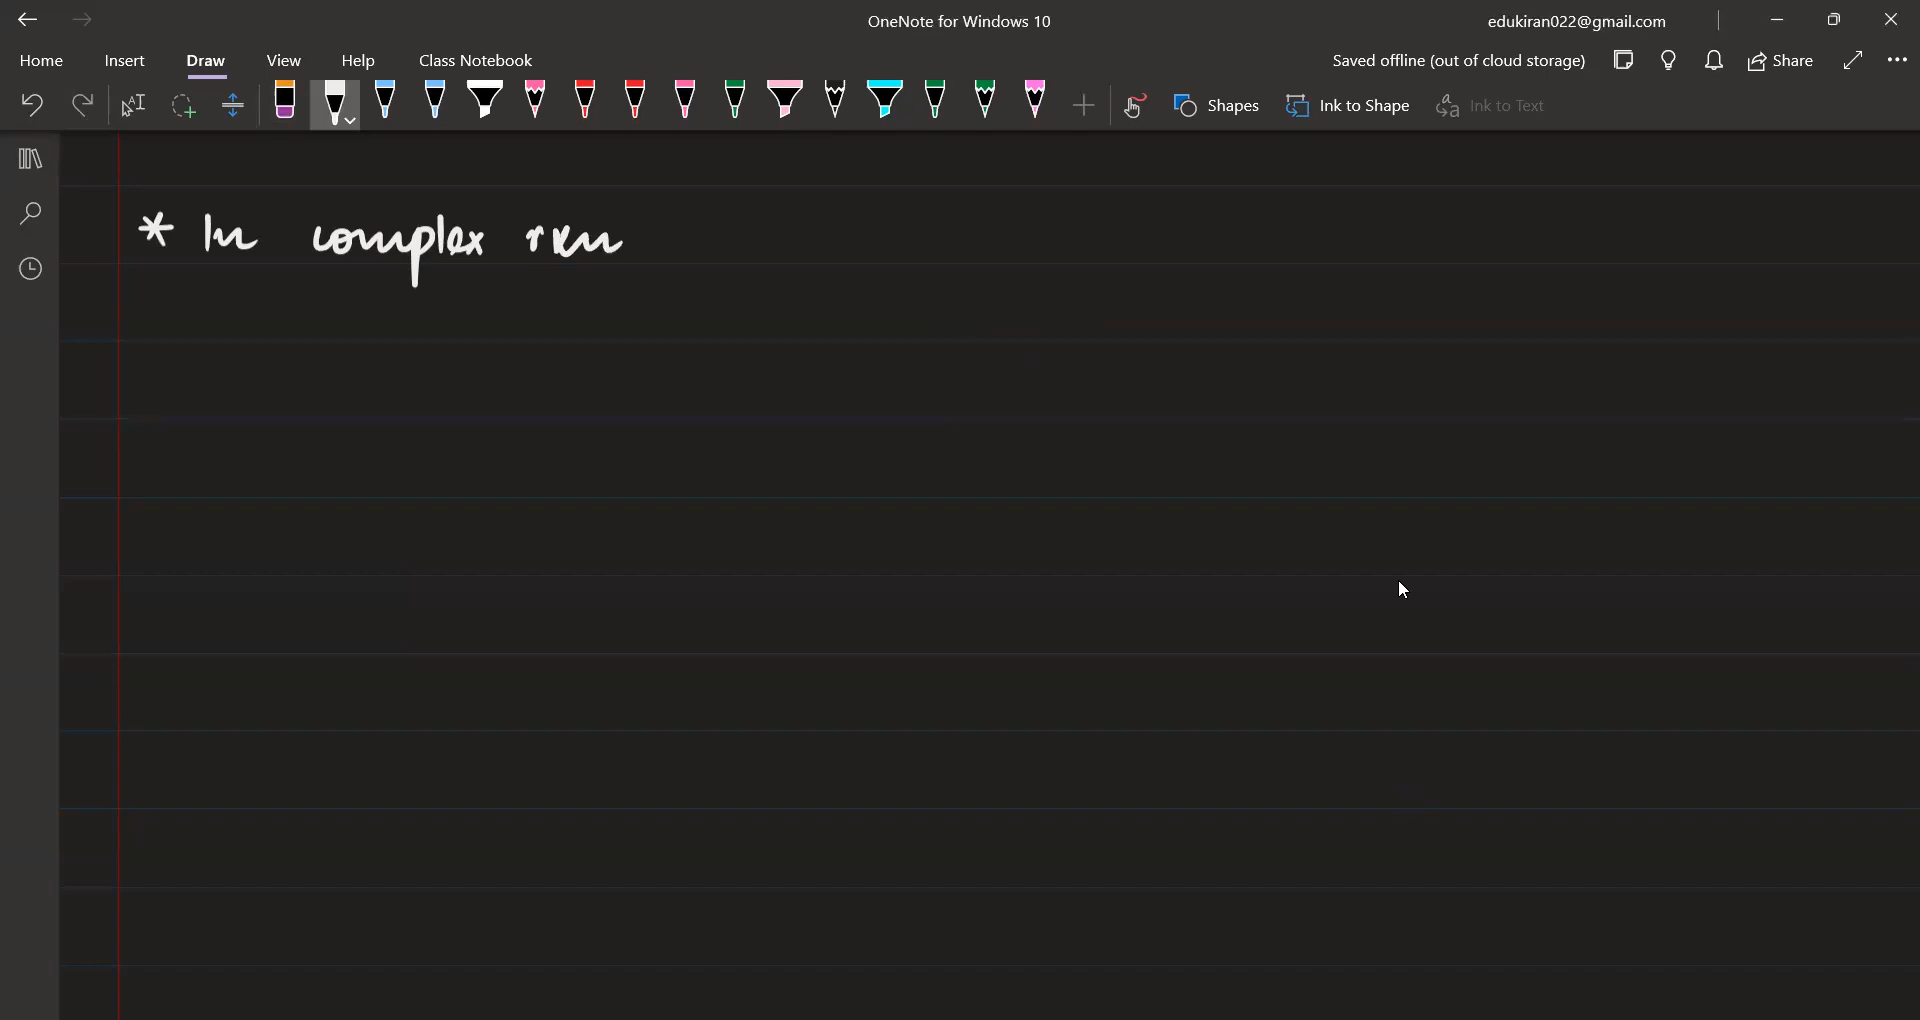 OneNote for Windows 10 edukiran022@gmail.com
Home Insert Draw View Help Class Notebook Saved offline (out of cloud storage) Share
Shapes Ink to Shape Ink to Text
* In complex rxn